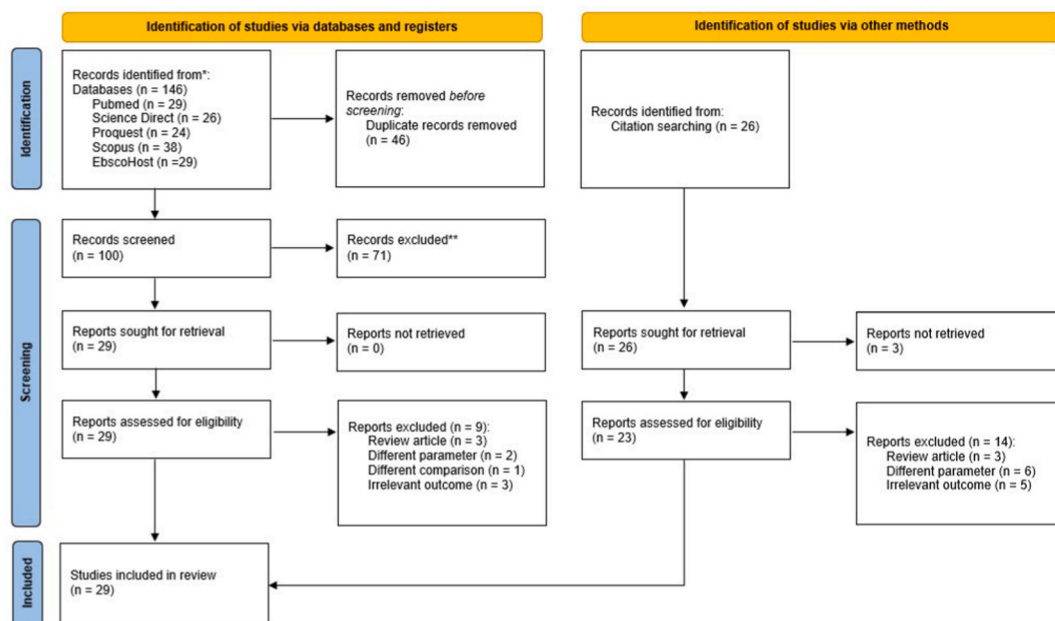 Identification of studies via databases and registers
Identification of studies via other methods
Identification
Records identified from*:
Databases (n = 146)
Pubmed (n = 29)
Science Direct (n = 26)
Proquest (n = 24)
Scopus (n = 38)
EbscoHost (n =29)
Records removed before
screening:
Duplicate records removed
(n = 46)
Records identified from:
Citation searching (n = 26)
Screening
Records screened
(n = 100)
Records excluded**
(n = 71)
Reports sought for retrieval
(n = 29)
Reports not retrieved
(n = 0)
Reports sought for retrieval
(n = 26)
Reports not retrieved
(n = 3)
Reports assessed for eligibility
(n = 29)
Reports excluded (n = 9):
Review article (n = 3)
Different parameter (n = 2)
Different comparison (n = 1)
Irrelevant outcome (n = 3)
Reports assessed for eligibility
(n = 23)
Reports excluded (n = 14):
Review article (n = 3)
Different parameter (n = 6)
Irrelevant outcome (n = 5)
Included
Studies included in review
(n = 29)